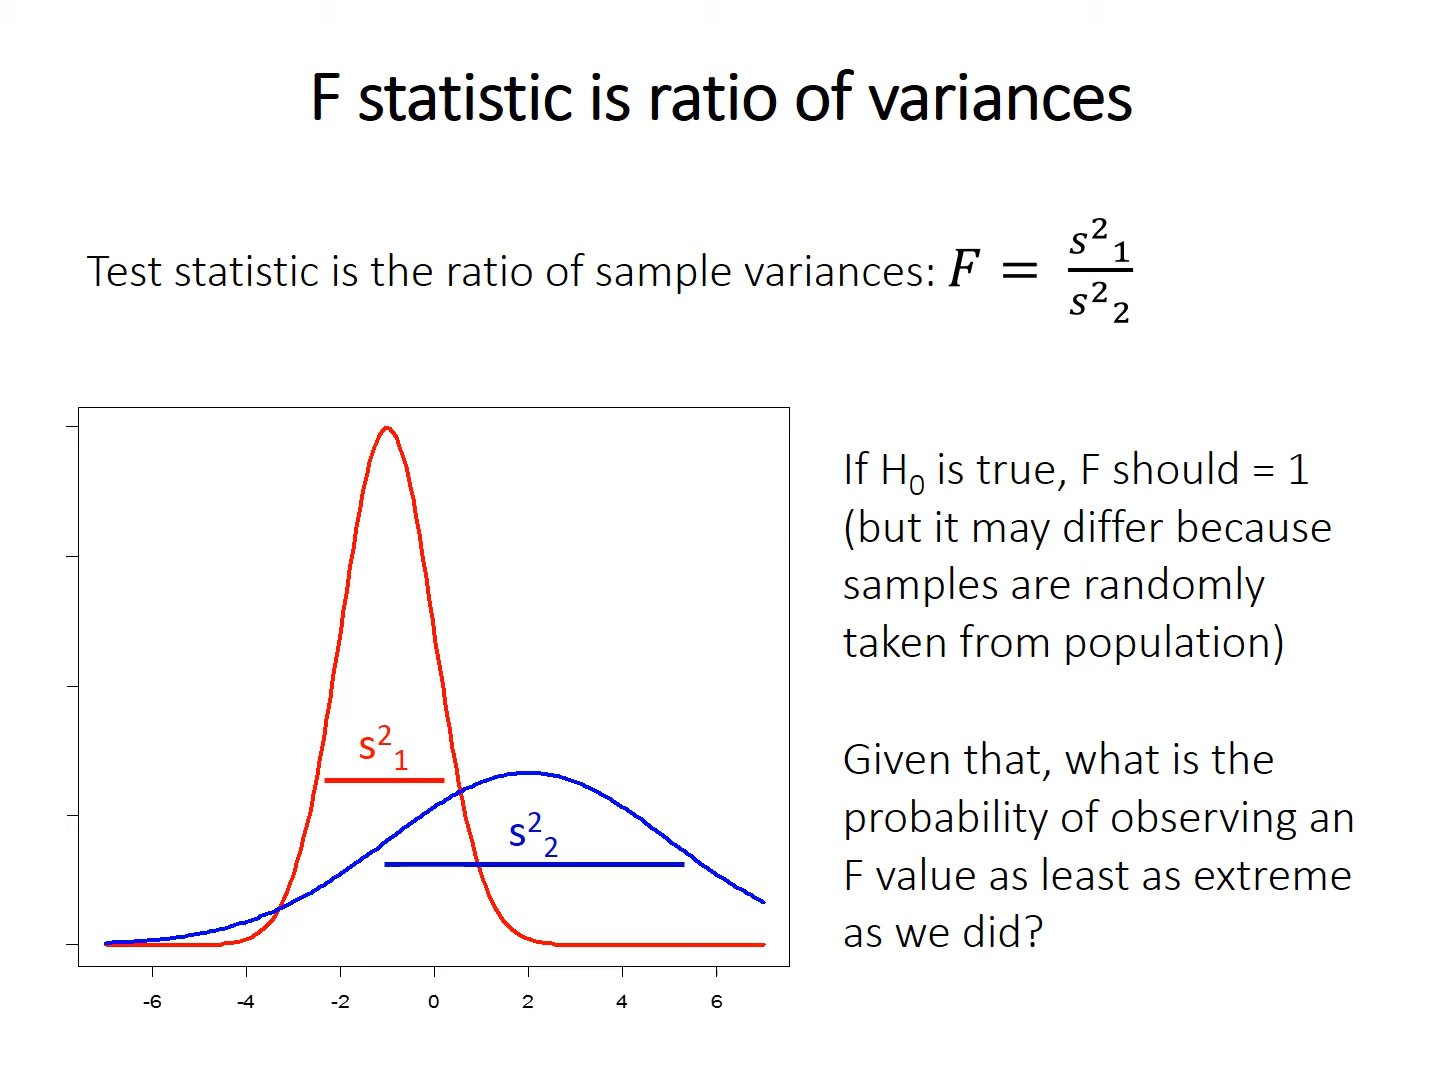 F statistic is ratio of variances
Test statistic is the ratio of sample variances: F = s²₁/s²₂
If H₀ is true, F should = 1
(but it may differ because
samples are randomly
taken from population)
s²₁
s²₂
Given that, what is the
probability of observing an
F value as least as extreme
as we did?
-6 -4 -2 0 2 4 6